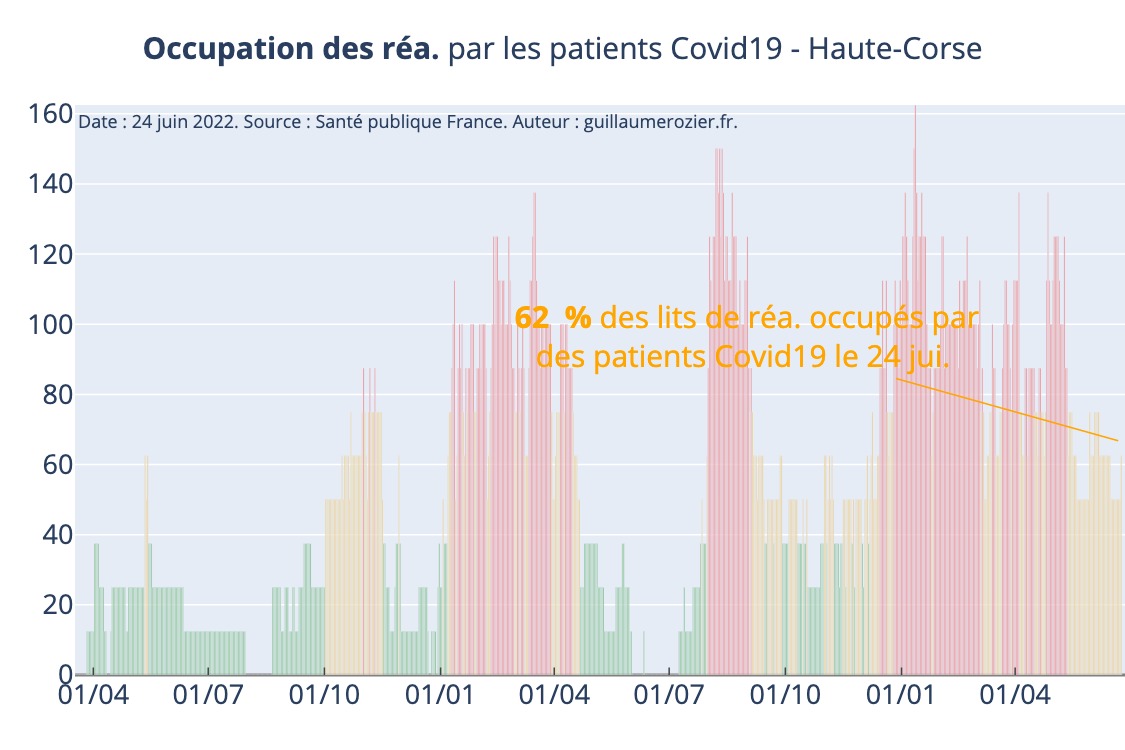 Occupation des réa. par les patients Covid19 - Haute-Corse
160
Date : 24 juin 2022. Source : Santé publique France. Auteur : guillaumerozier.fr.
140
120
100
62  % des lits de réa. occupés par
des patients Covid19 le 24 jui.
80
60
40
20
0
01/04 01/07 01/10 01/01 01/04 01/07 01/10 01/01 01/04